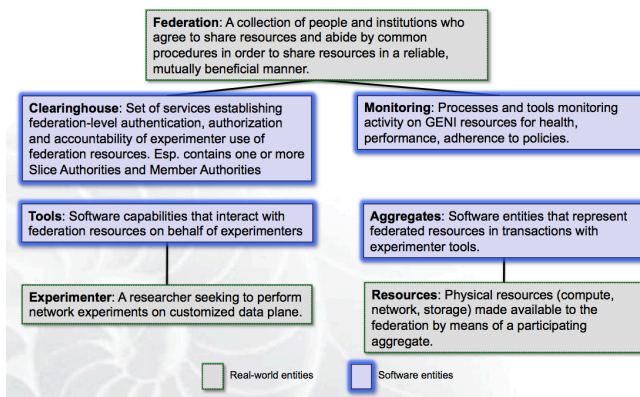 Federation: A collection of people and institutions who
agree to share resources and abide by common
procedures in order to share resources in a reliable,
mutually beneficial manner.
Clearinghouse: Set of services establishing
federation-level authentication, authorization
and accountability of experimenter use of
federation resources. Esp. contains one or more
Slice Authorities and Member Authorities
Monitoring: Processes and tools monitoring
activity on GENI resources for health,
performance, adherence to policies.
Tools: Software capabilities that interact with
federation resources on behalf of experimenters
Aggregates: Software entities that represent
federated resources in transactions with
experimenter tools.
Experimenter: A researcher seeking to perform
network experiments on customized data plane.
Resources: Physical resources (compute,
network, storage) made available to the
federation by means of a participating
aggregate.
Real-world entities
Software entities